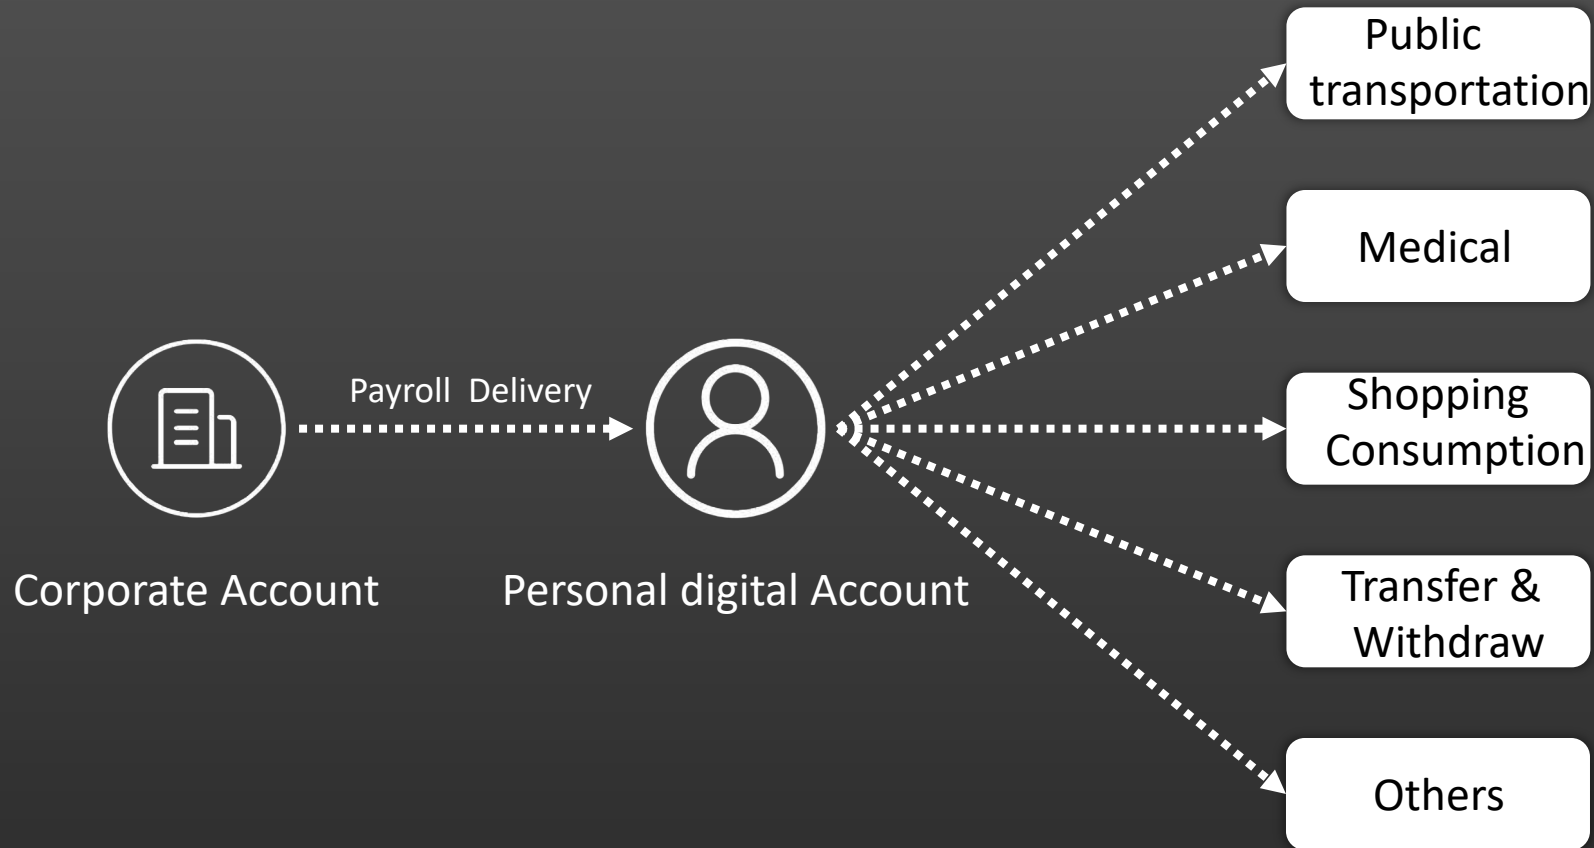 Public
transportation
Medical
Payroll Delivery
Shopping
Consumption
Corporate Account
Personal digital Account
Transfer &
Withdraw
Others